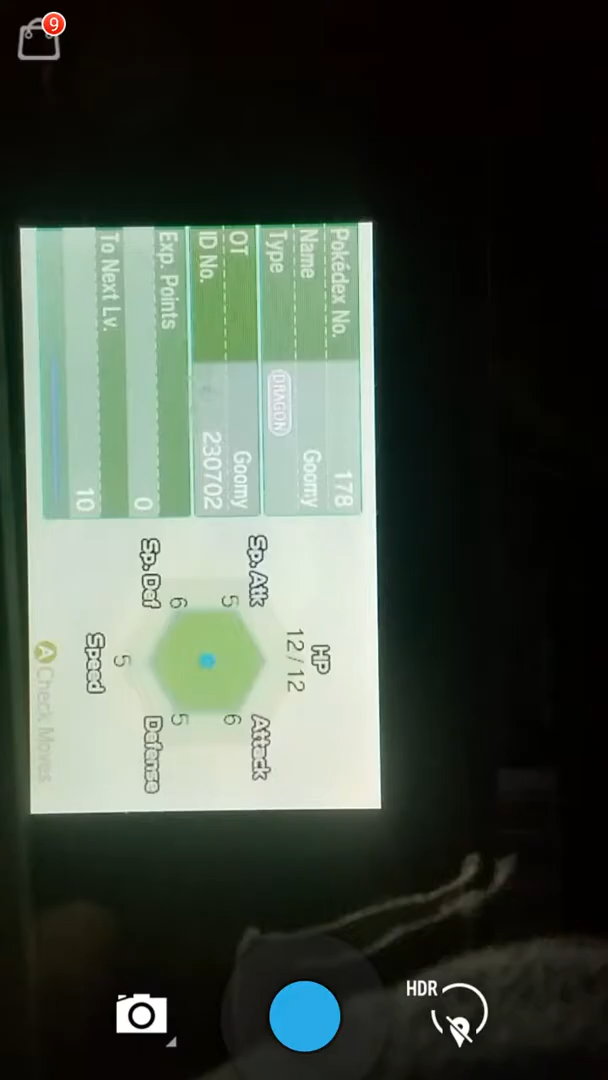 9
Pokédex No. 178
Name Goomy
Type DRAGON
OT Goomy
ID No. 230702
Exp. Points
0
To Next Lv.
10
HP
12/12
Sp. Atk
5
Attack
6
Sp. Def
6
Defense
5
Speed
5
A Check Moves
HDR